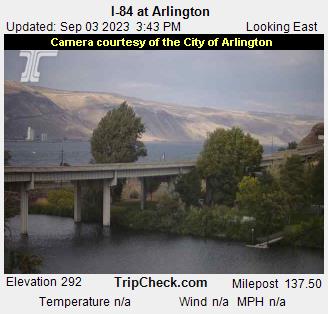 I-84 at Arlington
Updated: Sep 03 2023 3:43 PM Looking East
Camera courtesy of the City of Arlington
Elevation 292 TripCheck.com Milepost 137.50
Temperature n/a Wind n/a MPH n/a